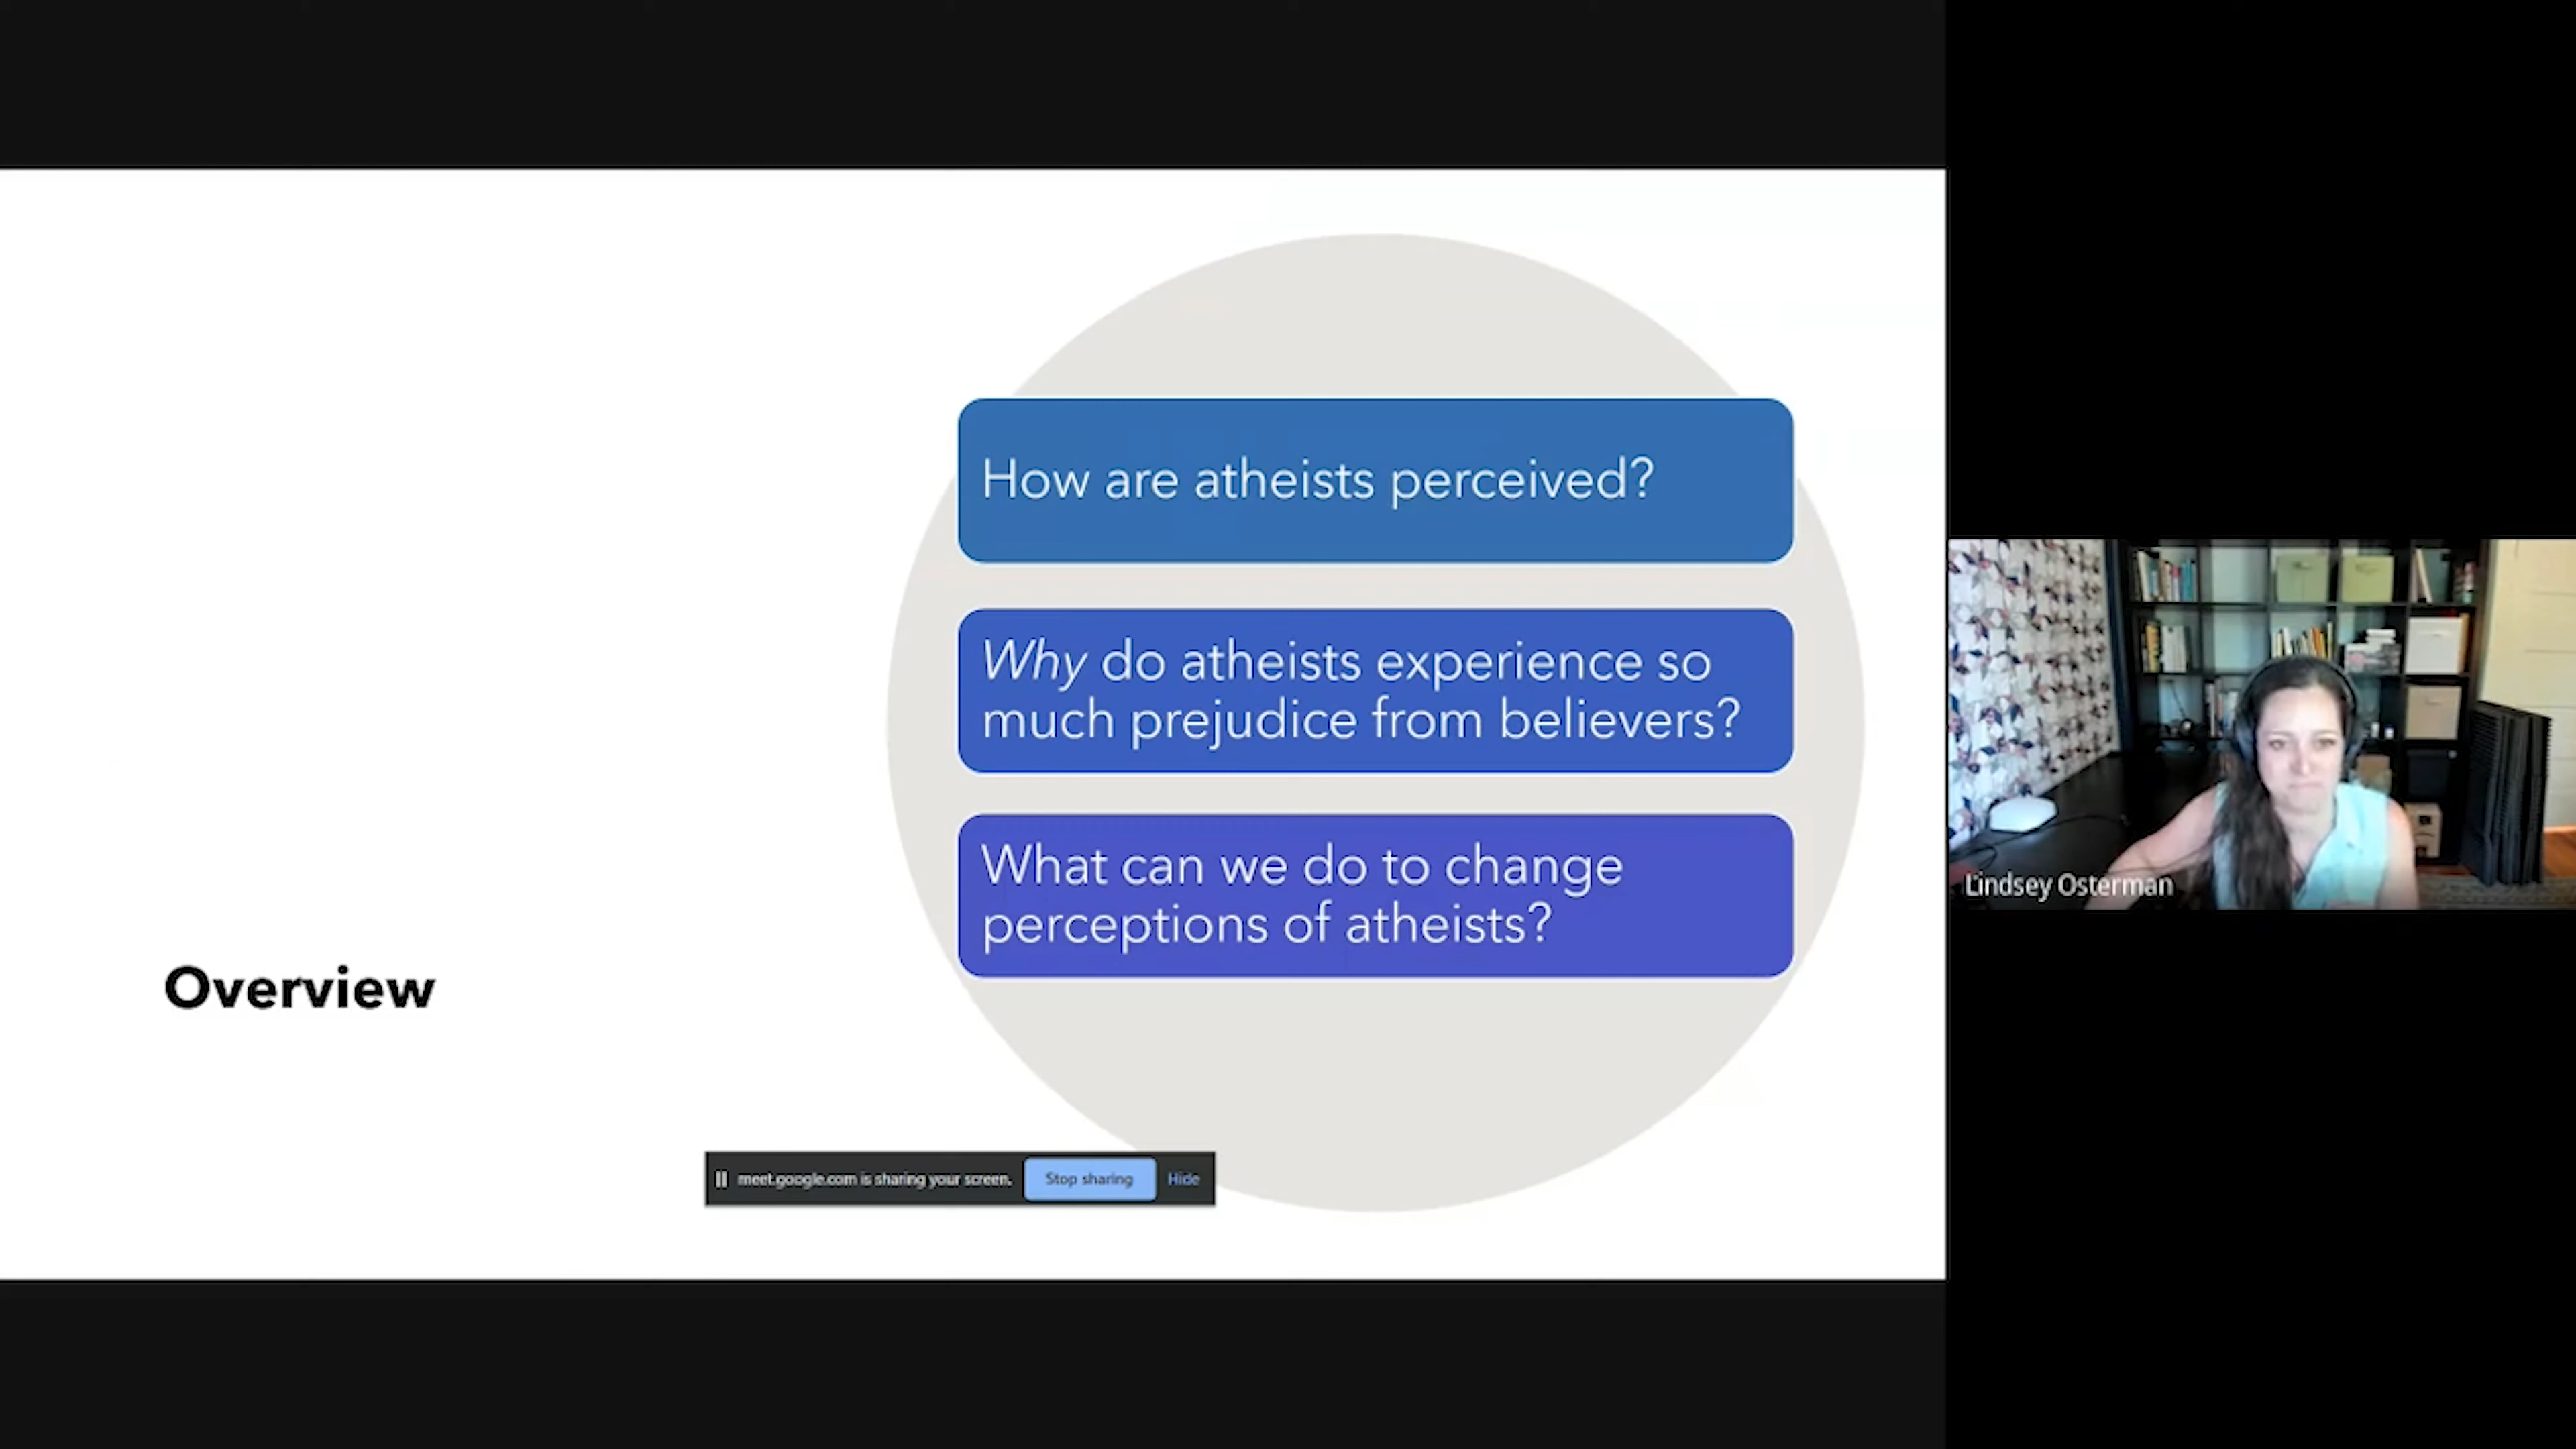 Overview
How are atheists perceived?
Why do atheists experience so
much prejudice from believers?
What can we do to change
perceptions of atheists?
meet.google.com is sharing your screen.
Stop sharing
Hide
Lindsey Osterman